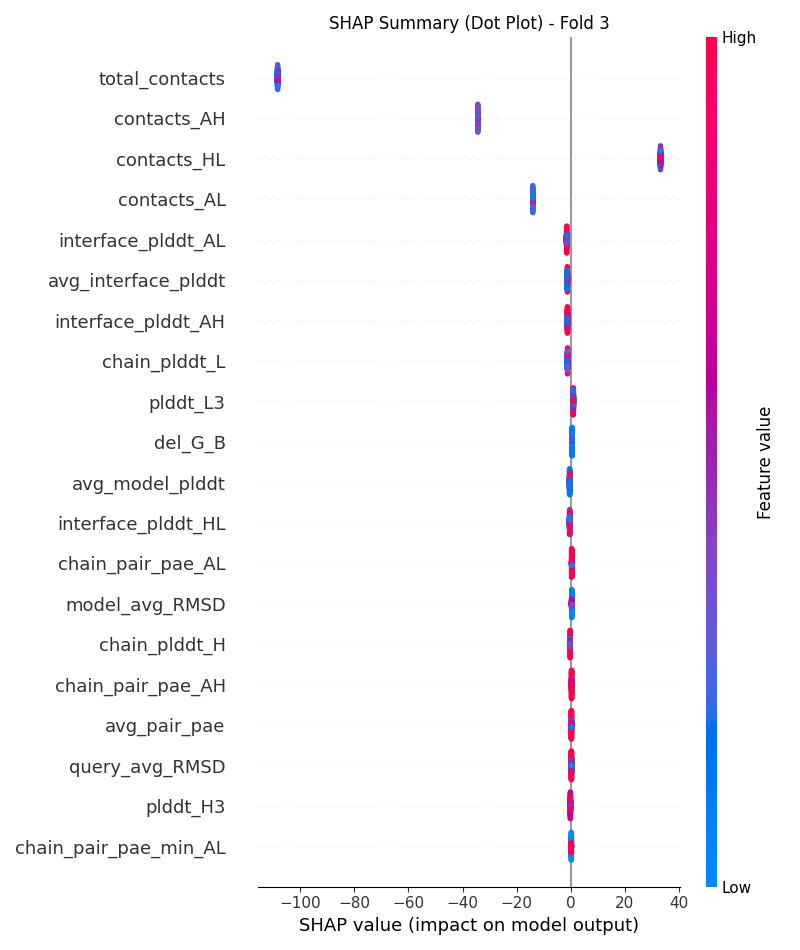 SHAP Summary (Dot Plot) - Fold 3
High
total_contacts
contacts_AH
contacts_HL
contacts_AL
interface_plddt_AL
avg_interface_plddt
interface_plddt_AH
chain_plddt_L
plddt_L3
del_G_B
avg_model_plddt
interface_plddt_HL
chain_pair_pae_AL
model_avg_RMSD
chain_plddt_H
chain_pair_pae_AH
avg_pair_pae
query_avg_RMSD
plddt_H3
chain_pair_pae_min_AL
Feature value
Low
−100 −80 −60 −40 −20 0 20 40
SHAP value (impact on model output)